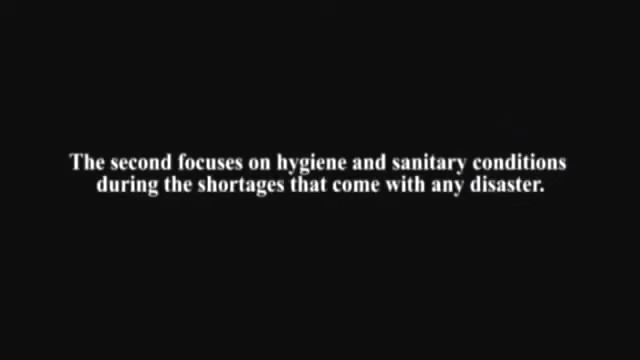 The second focuses on hygiene and sanitary conditions
during the shortages that come with any disaster.